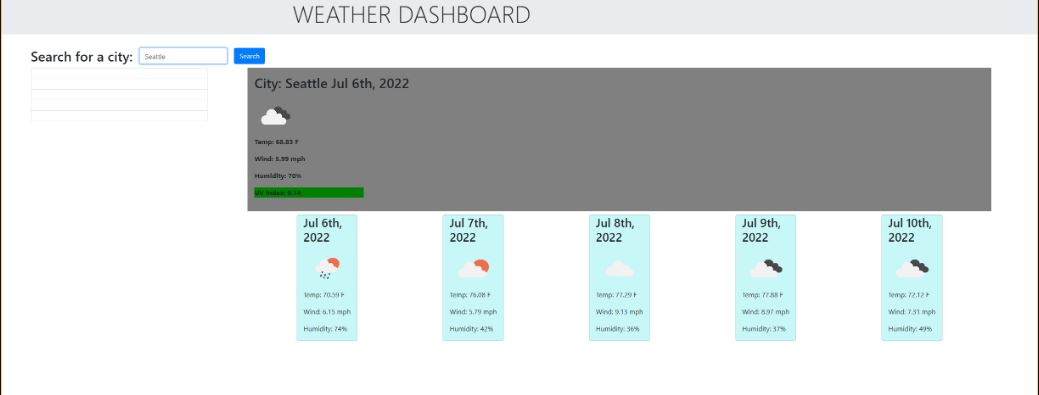 WEATHER DASHBOARD
Search for a city:
Seattle
Search
City: Seattle Jul 6th, 2022
Temp: 68.83 F
Wind: 5.99 mph
Humidity: 70%
UV Index: 0.14
Jul 6th,
2022
Temp: 70.59 F
Wind: 6.15 mph
Humidity: 74%
Jul 7th,
2022
Temp: 76.08 F
Wind: 5.79 mph
Humidity: 42%
Jul 8th,
2022
Temp: 77.29 F
Wind: 9.13 mph
Humidity: 36%
Jul 9th,
2022
Temp: 77.88 F
Wind: 8.97 mph
Humidity: 37%
Jul 10th,
2022
Temp: 72.12 F
Wind: 7.31 mph
Humidity: 49%